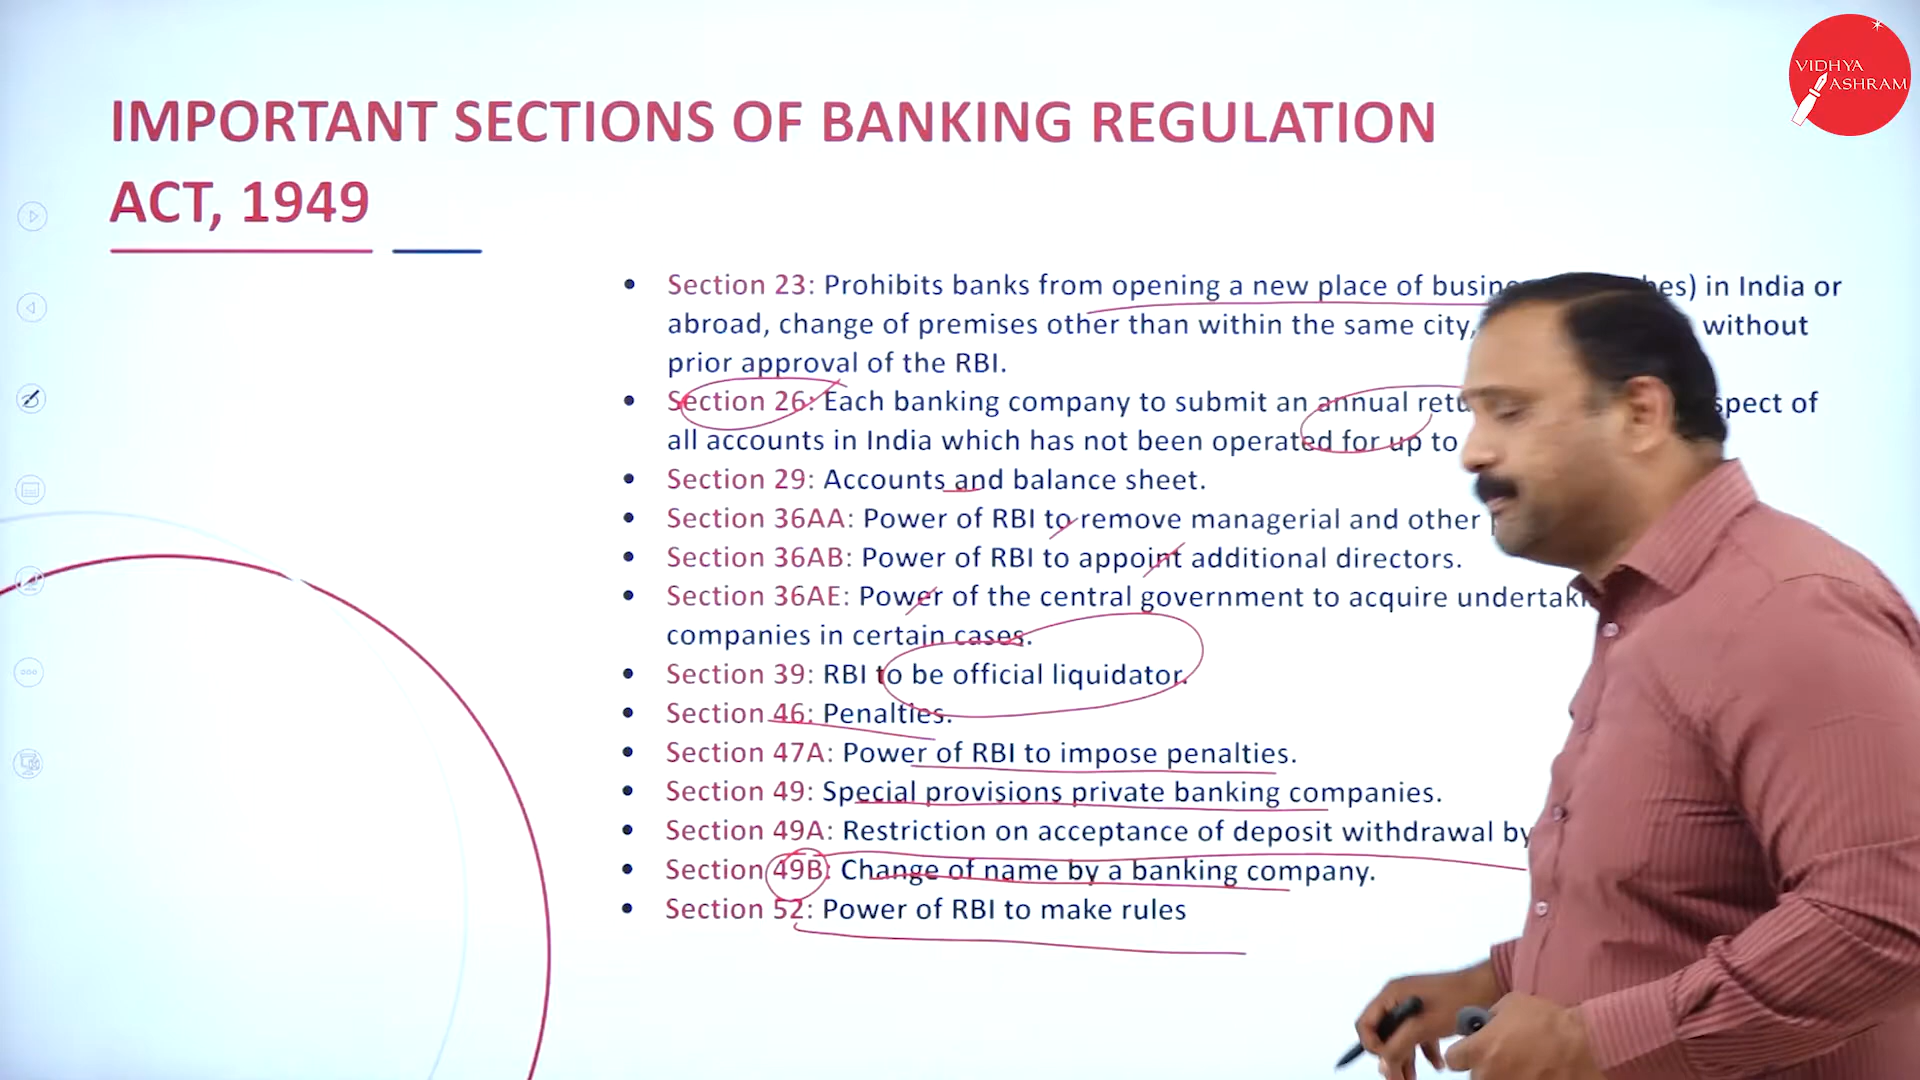 VIDHYA
ASHRAM
IMPORTANT SECTIONS OF BANKING REGULATION
ACT, 1949
• Section 23: Prohibits banks from opening a new place of busin es) in India or
abroad, change of premises other than within the same city, without
prior approval of the RBI.
• Section 26: Each banking company to submit an annual retu spect of
all accounts in India which has not been operated for up to
• Section 29: Accounts and balance sheet.
• Section 36AA: Power of RBI to remove managerial and other
• Section 36AB: Power of RBI to appoint additional directors.
• Section 36AE: Power of the central government to acquire undertak
companies in certain cases.
• Section 39: RBI to be official liquidator.
• Section 46: Penalties.
• Section 47A: Power of RBI to impose penalties.
• Section 49: Special provisions private banking companies.
• Section 49A: Restriction on acceptance of deposit withdrawal by
• Section 49B: Change of name by a banking company.
• Section 52: Power of RBI to make rules